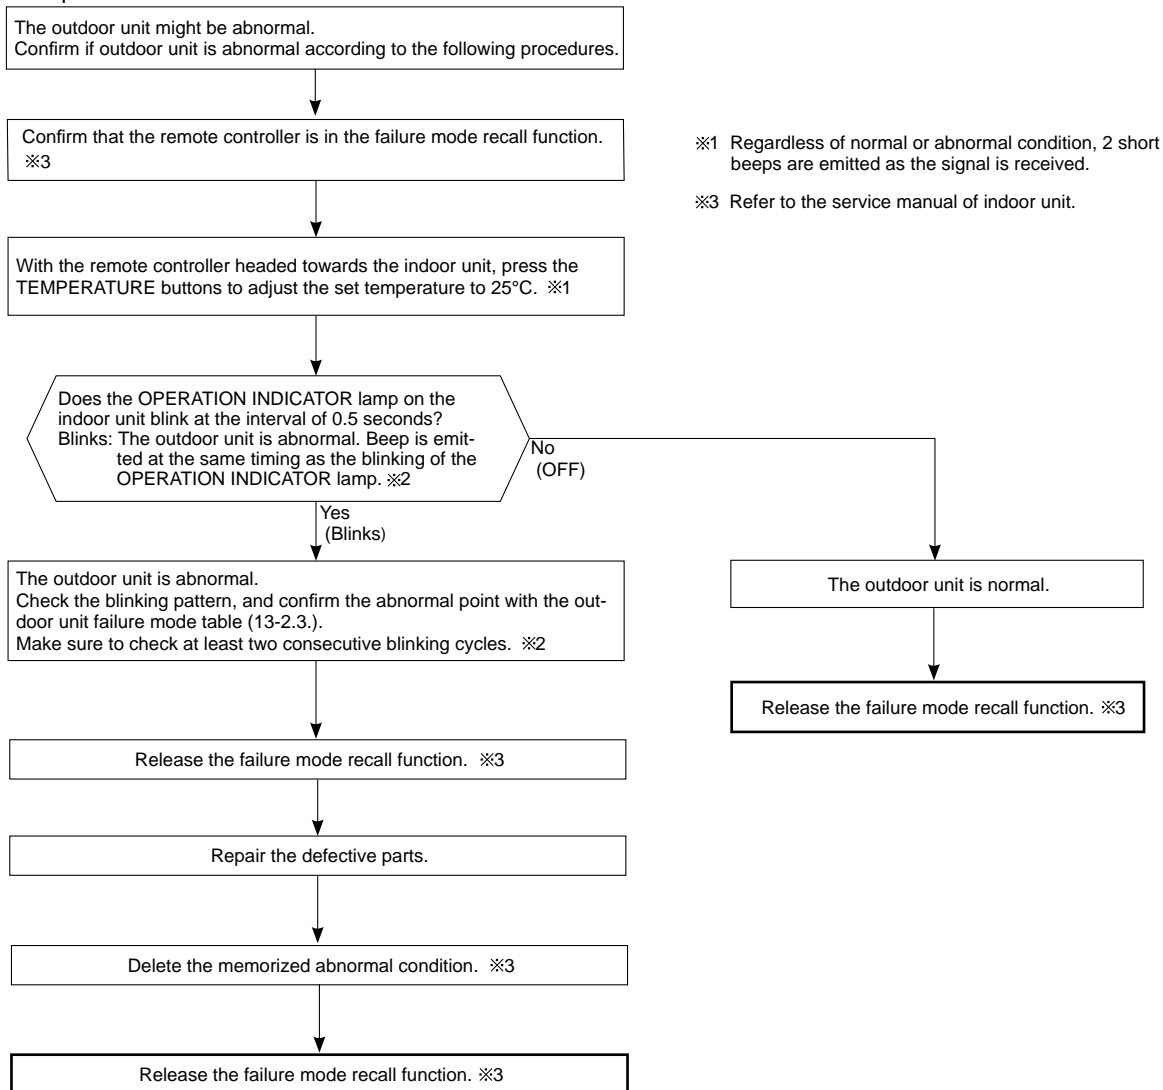 The outdoor unit might be abnormal.
Confirm if outdoor unit is abnormal according to the following procedures.
Confirm that the remote controller is in the failure mode recall function.
※3
※1 Regardless of normal or abnormal condition, 2 short
beeps are emitted as the signal is received.
※3 Refer to the service manual of indoor unit.
With the remote controller headed towards the indoor unit, press the
TEMPERATURE buttons to adjust the set temperature to 25°C. ※1
Does the OPERATION INDICATOR lamp on the
indoor unit blink at the interval of 0.5 seconds?
Blinks: The outdoor unit is abnormal. Beep is emit-
ted at the same timing as the blinking of the
OPERATION INDICATOR lamp. ※2
No
(OFF)
Yes
(Blinks)
The outdoor unit is abnormal.
Check the blinking pattern, and confirm the abnormal point with the out-
door unit failure mode table (13-2.3.).
Make sure to check at least two consecutive blinking cycles. ※2
The outdoor unit is normal.
Release the failure mode recall function. ※3
Release the failure mode recall function. ※3
Repair the defective parts.
Delete the memorized abnormal condition. ※3
Release the failure mode recall function. ※3